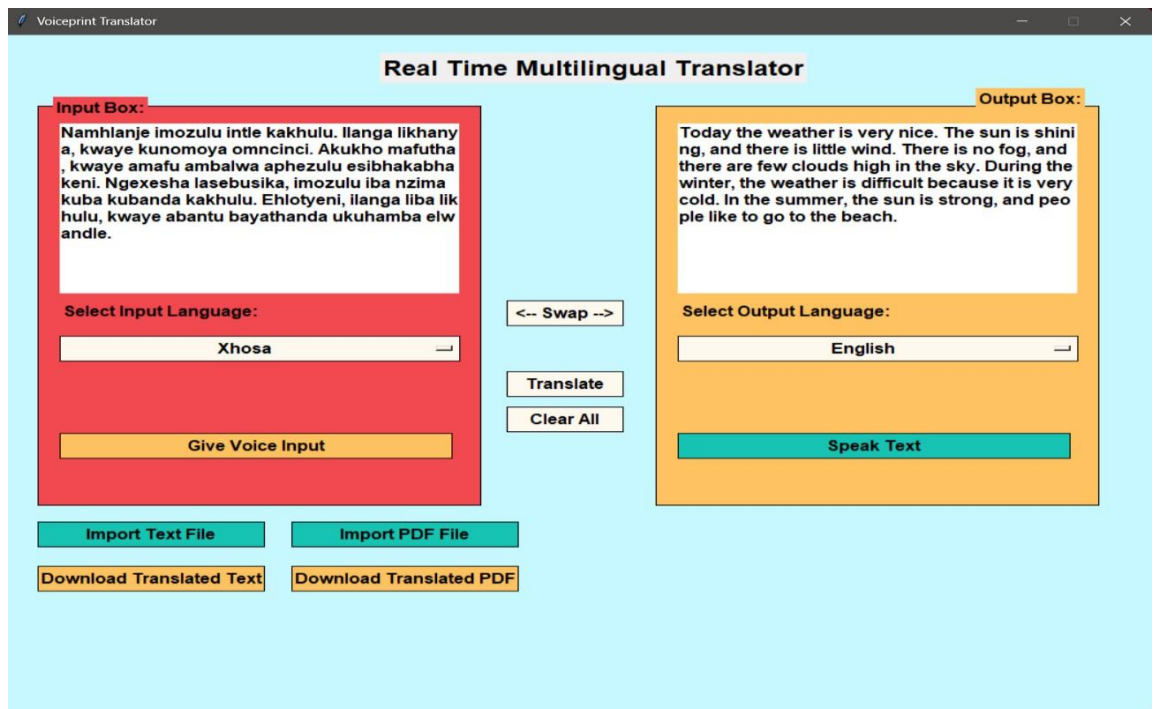 Voiceprint Translator
Real Time Multilingual Translator
Input Box:
Namhlanje imozulu intle kakhulu. Ilanga likhany
a, kwaye kunomoya omncinci. Akukho mafutha
, kwaye amafu ambalwa aphezulu esibhakabha
keni. Ngexesha lasebusika, imozulu iba nzima
kuba kubanda kakhulu. Ehlotyeni, ilanga liba lik
hulu, kwaye abantu bayathanda ukuhamba elw
andle.
Select Input Language:
Xhosa
Give Voice Input
<-- Swap -->
Translate
Clear All
Output Box:
Today the weather is very nice. The sun is shini
ng, and there is little wind. There is no fog, and
there are few clouds high in the sky. During the
winter, the weather is difficult because it is very
cold. In the summer, the sun is strong, and peo
ple like to go to the beach.
Select Output Language:
English
Speak Text
Import Text File
Import PDF File
Download Translated Text
Download Translated PDF